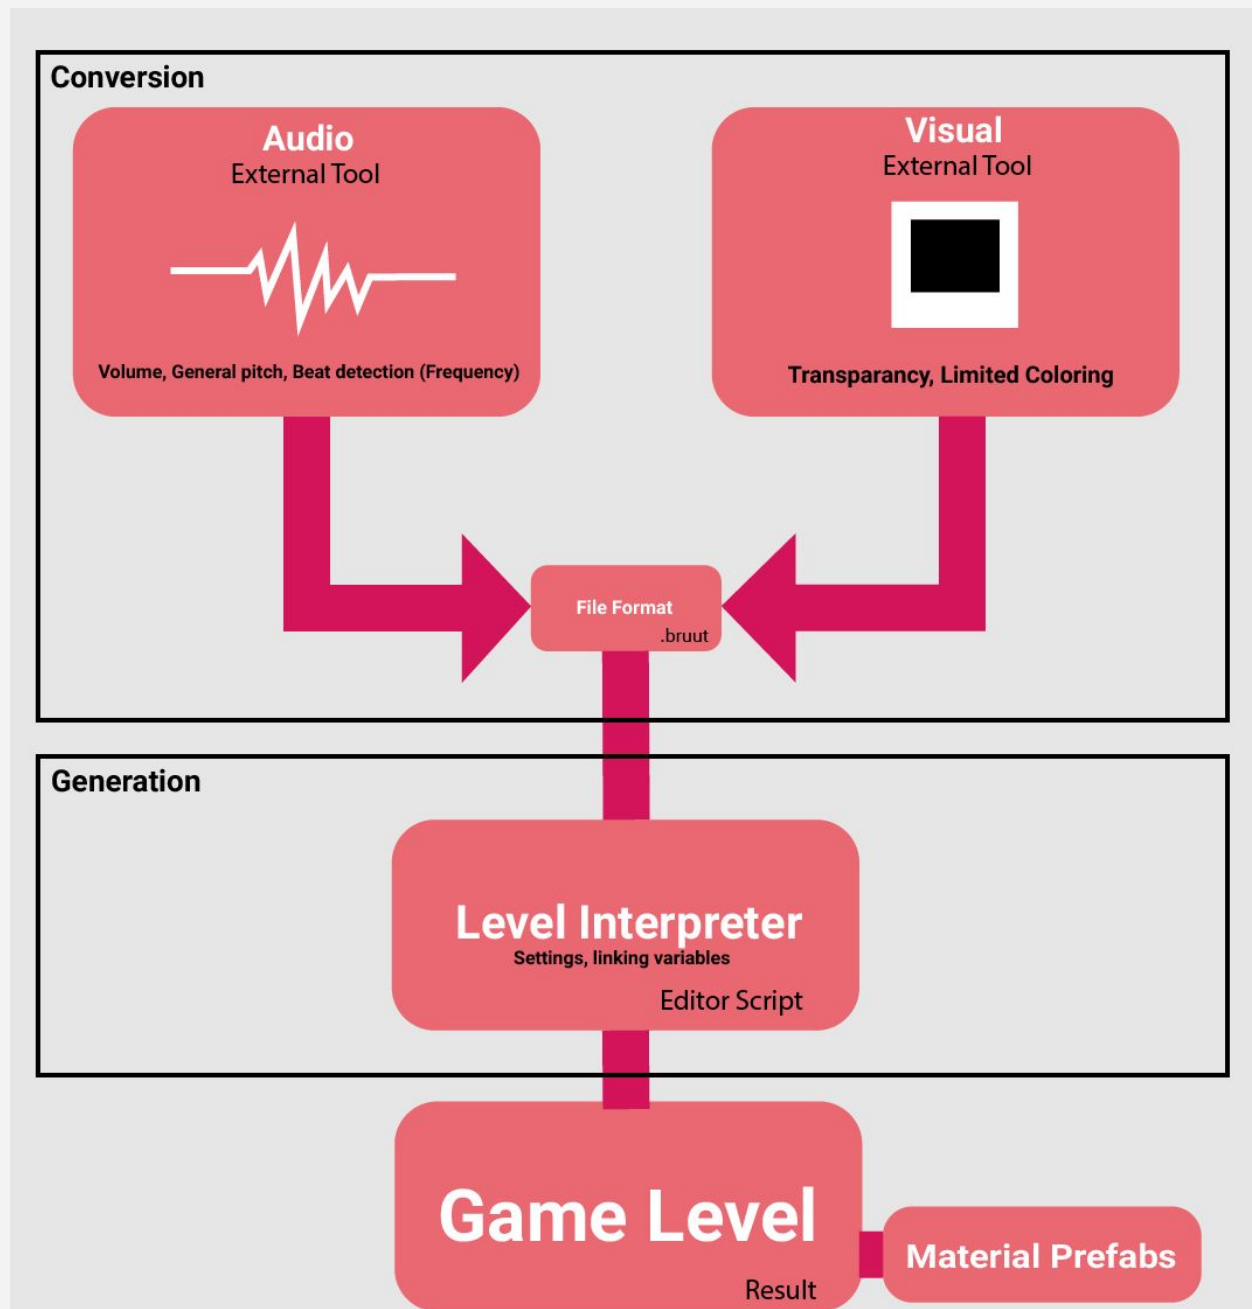 Conversion
Audio
External Tool
Volume, General pitch, Beat detection (Frequency)
Visual
External Tool
Transparancy, Limited Coloring
File Format
.bruut
Generation
Level Interpreter
Settings, linking variables
Editor Script
Game Level
Result
Material Prefabs